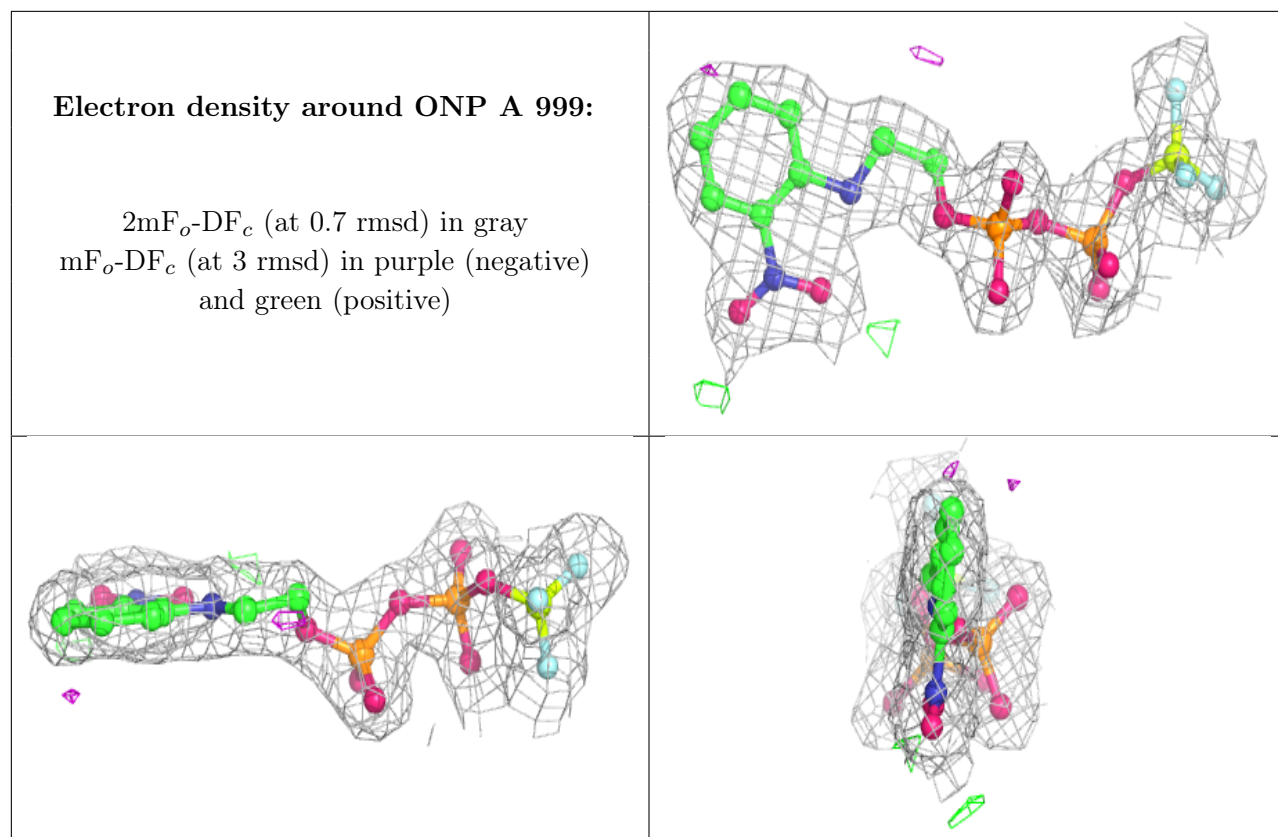 Electron density around ONP A 999:
2mFo-DFc (at 0.7 rmsd) in gray
mFo-DFc (at 3 rmsd) in purple (negative)
and green (positive)